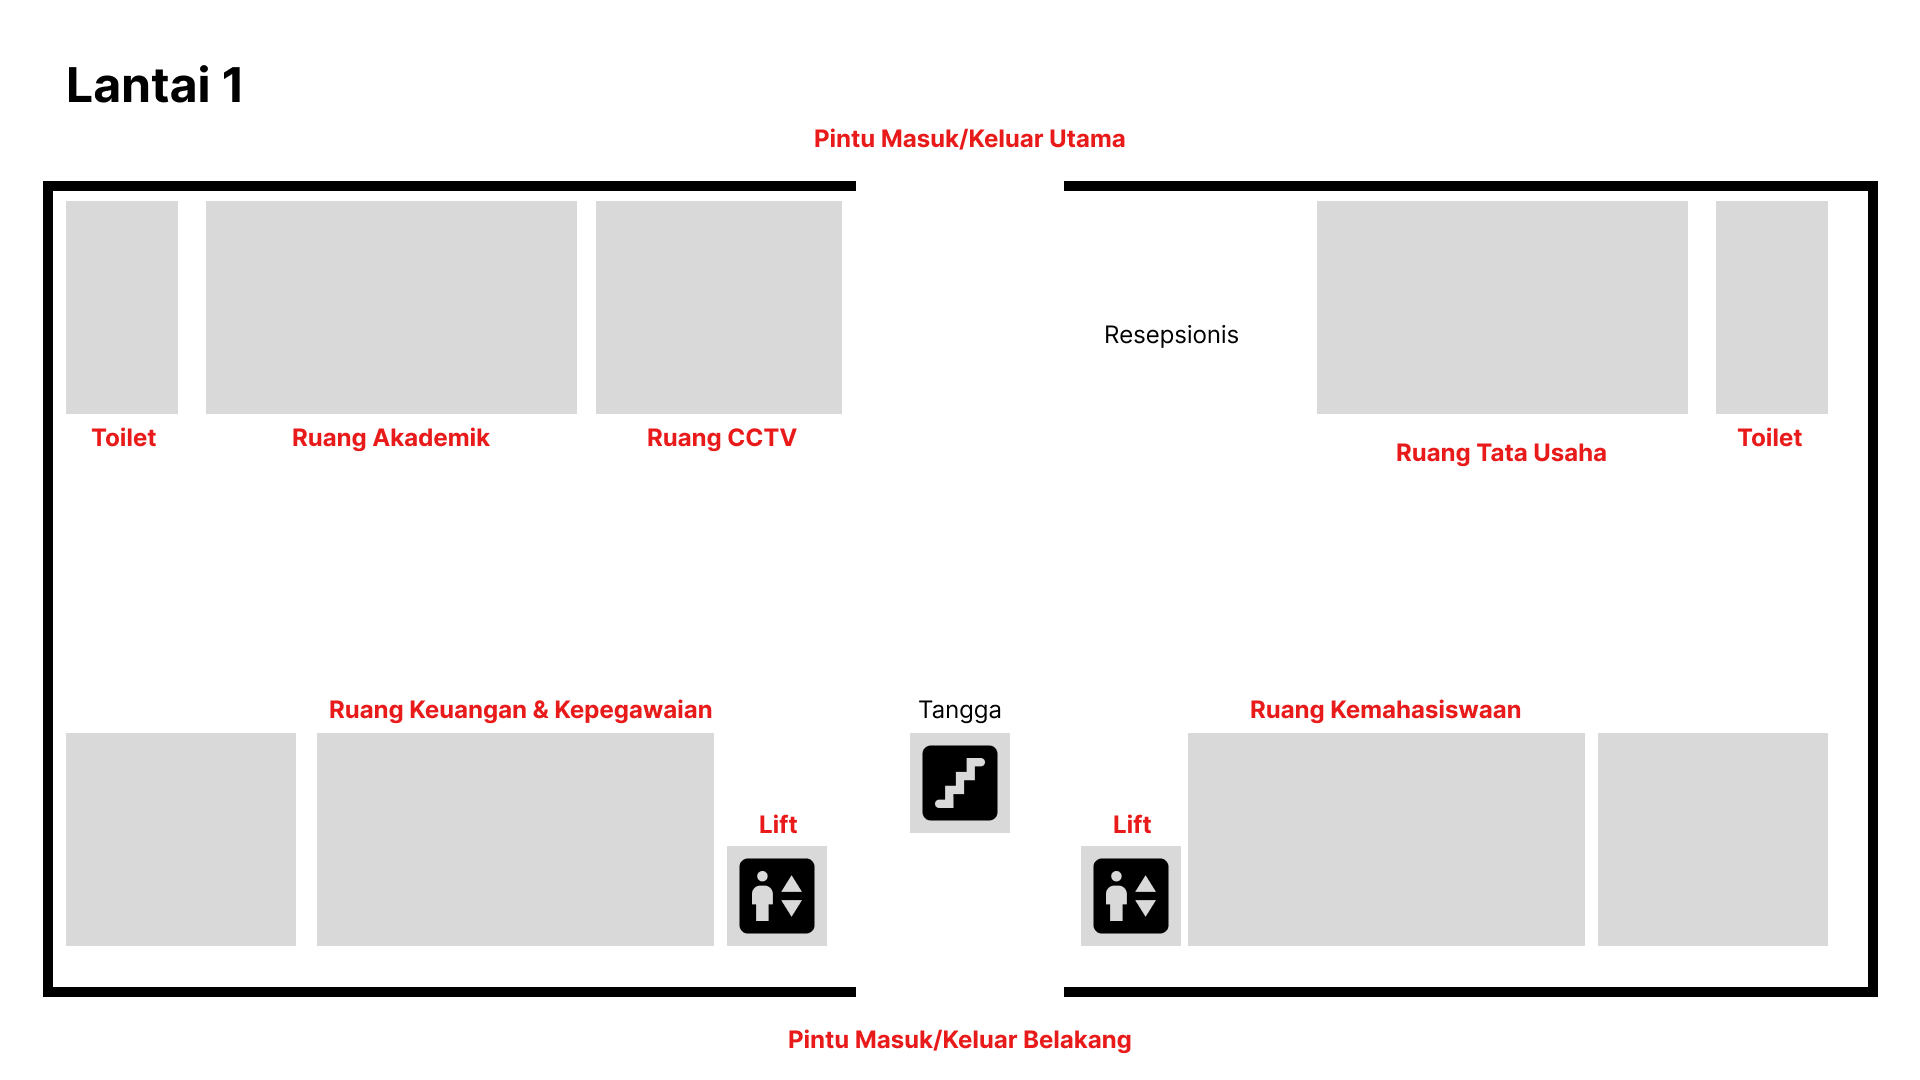 Lantai 1
Pintu Masuk/Keluar Utama
Resepsionis
Toilet
Ruang Akademik
Ruang CCTV
Ruang Tata Usaha
Toilet
Ruang Keuangan & Kepegawaian
Tangga
Ruang Kemahasiswaan
Lift
Lift
Pintu Masuk/Keluar Belakang